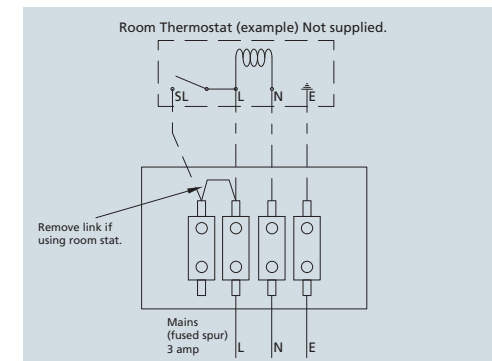 Room Thermostat (example) Not supplied.
SL L N E
Remove link if
using room stat.
Mains
(fused spur)
3 amp
L N E